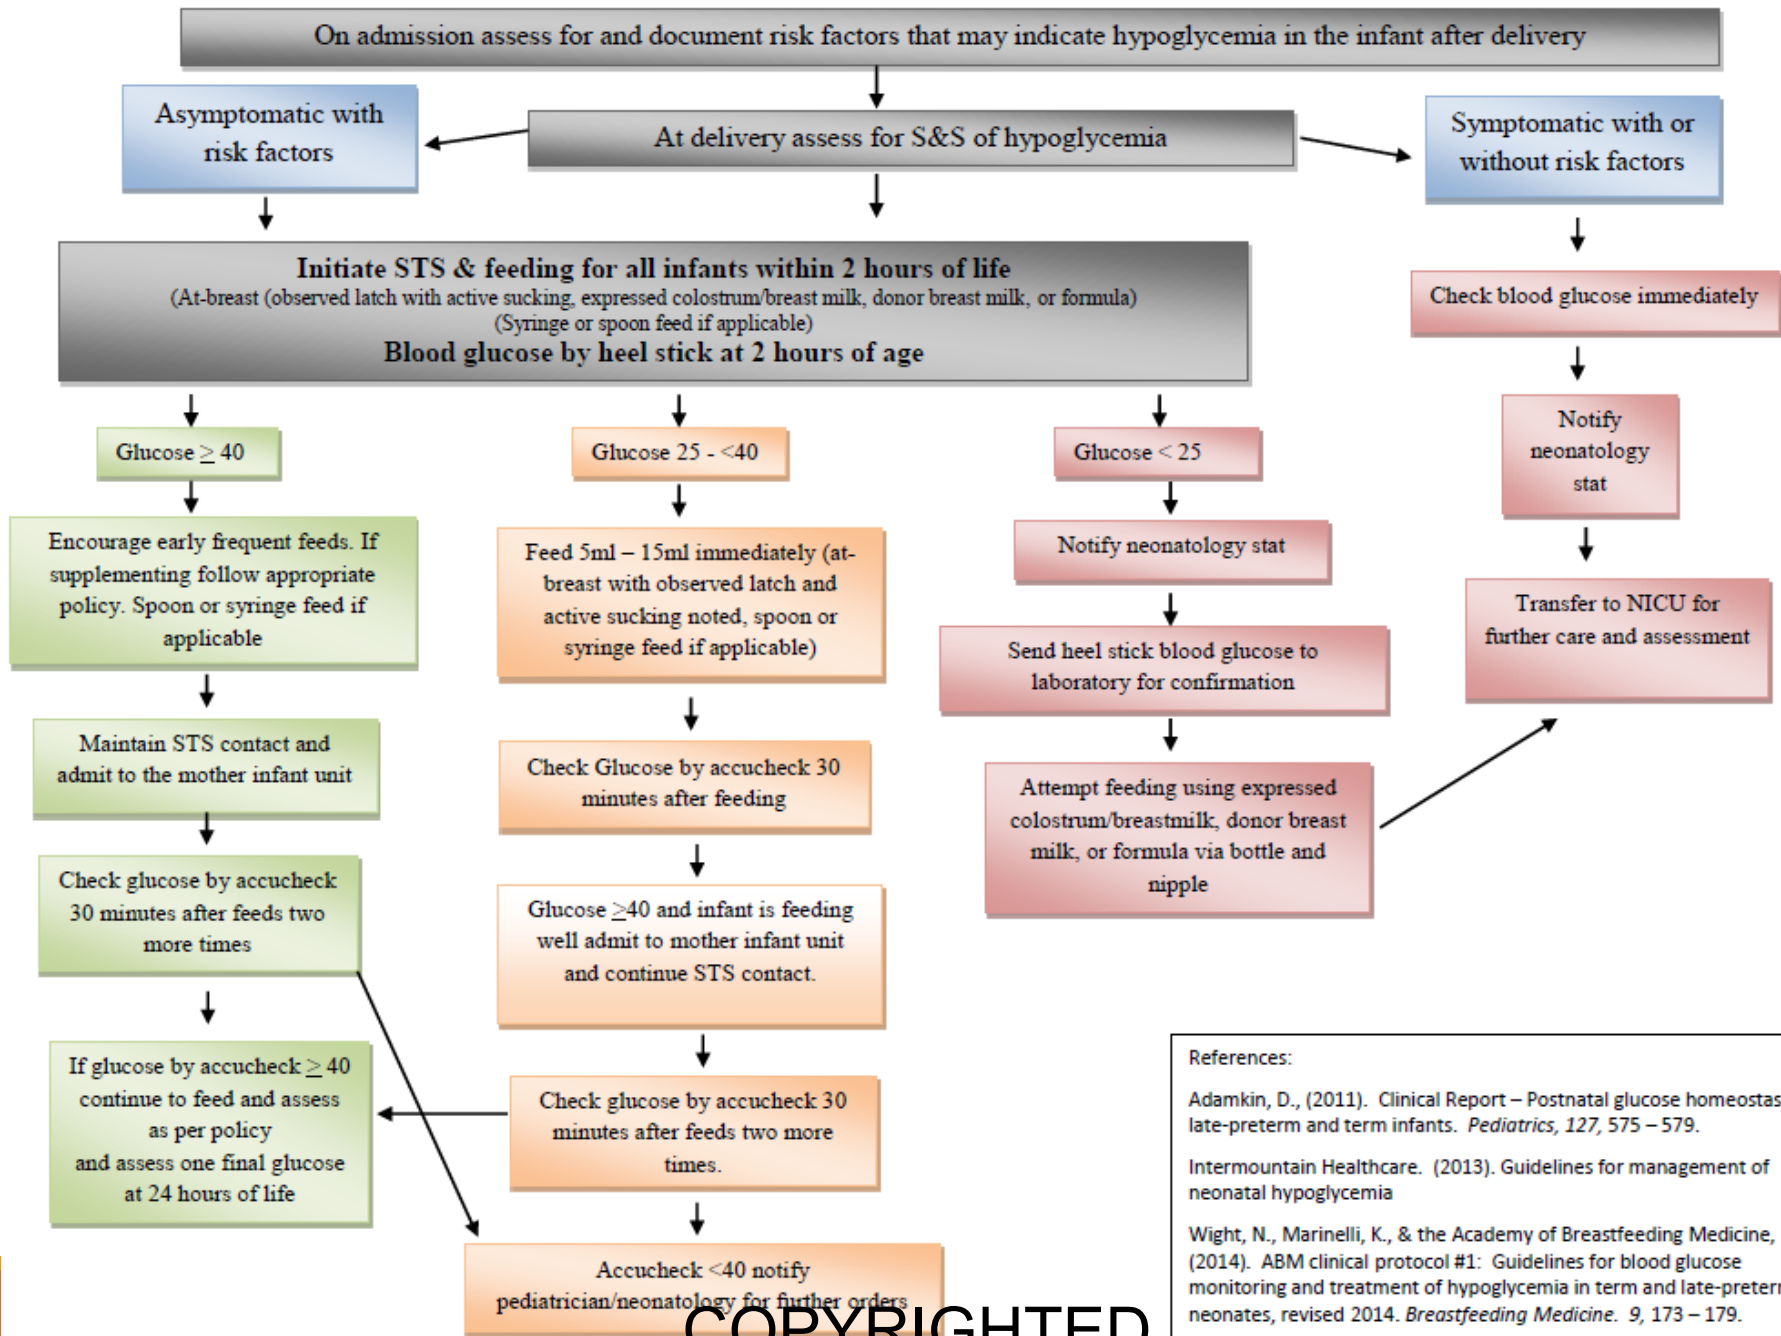 On admission assess for and document risk factors that may indicate hypoglycemia in the infant after delivery
Asymptomatic with
risk factors
At delivery assess for S&S of hypoglycemia
Symptomatic with or
without risk factors
Initiate STS & feeding for all infants within 2 hours of life
(At-breast (observed latch with active sucking, expressed colostrum/breast milk, donor breast milk, or formula)
(Syringe or spoon feed if applicable)
Blood glucose by heel stick at 2 hours of age
Check blood glucose immediately
Notify
neonatology
stat
Transfer to NICU for
further care and assessment
Glucose ≥ 40
Encourage early frequent feeds. If
supplementing follow appropriate
policy. Spoon or syringe feed if
applicable
Maintain STS contact and
admit to the mother infant unit
Check glucose by accucheck
30 minutes after feeds two
more times
If glucose by accucheck ≥ 40
continue to feed and assess
as per policy
and assess one final glucose
at 24 hours of life
Glucose 25 - <40
Feed 5ml – 15ml immediately (at-
breast with observed latch and
active sucking noted, spoon or
syringe feed if applicable)
Check Glucose by accucheck 30
minutes after feeding
Glucose ≥40 and infant is feeding
well admit to mother infant unit
and continue STS contact.
Check glucose by accucheck 30
minutes after feeds two more
times.
Accucheck <40 notify
pediatrician/neonatology for further orders
Glucose < 25
Notify neonatology stat
Send heel stick blood glucose to
laboratory for confirmation
Attempt feeding using expressed
colostrum/breastmilk, donor breast
milk, or formula via bottle and
nipple
References:
Adamkin, D., (2011). Clinical Report – Postnatal glucose homeostas
late-preterm and term infants. Pediatrics, 127, 575 – 579.
Intermountain Healthcare. (2013). Guidelines for management of
neonatal hypoglycemia
Wight, N., Marinelli, K., & the Academy of Breastfeeding Medicine,
(2014). ABM clinical protocol #1: Guidelines for blood glucose
monitoring and treatment of hypoglycemia in term and late-preterm
neonates, revised 2014. Breastfeeding Medicine. 9, 173 – 179.
COPYRIGHTED